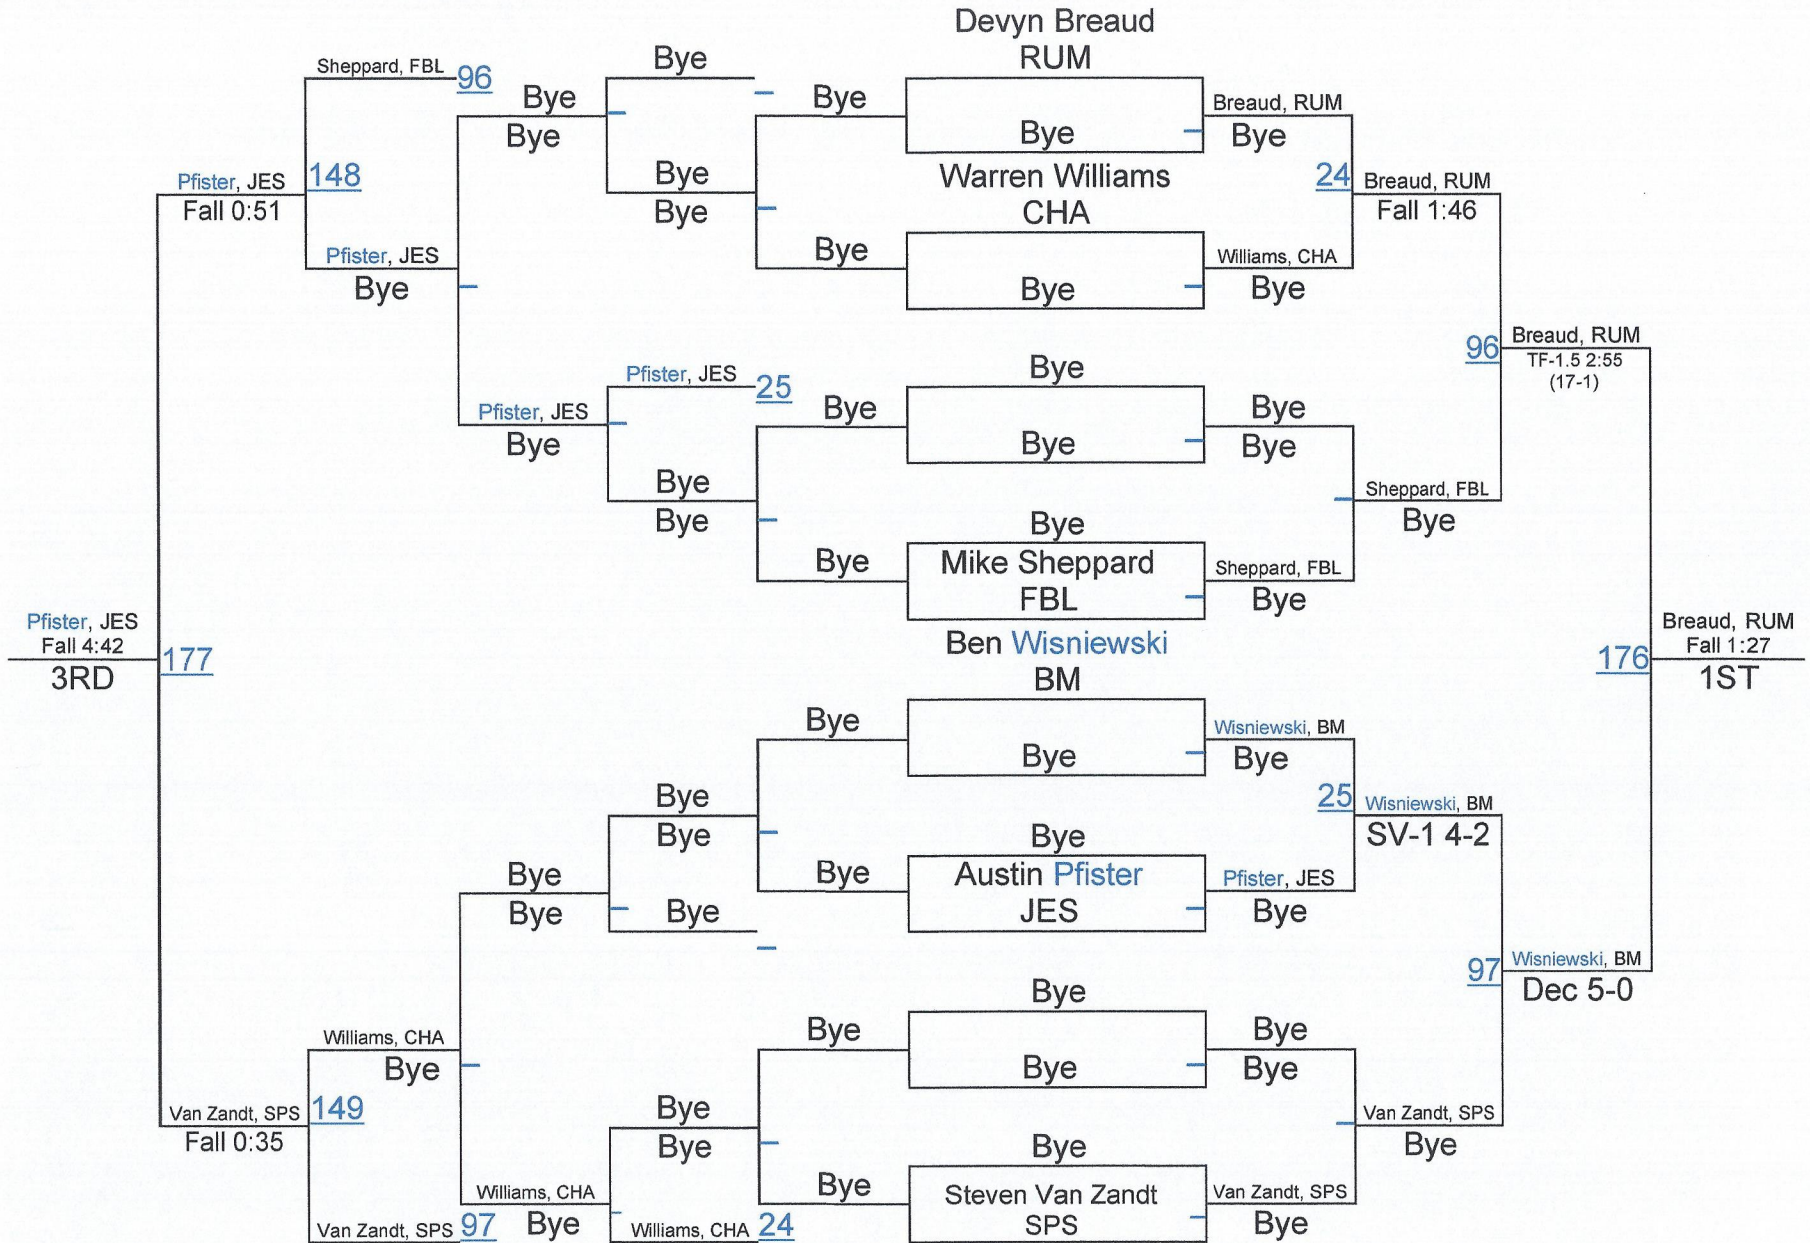 Devyn Breaud
RUM
Bye
Sheppard, FBL 96
Bye
Bye
Breaud, RUM
Bye
Bye
Bye
Warren Williams
CHA
Bye
Bye
Pfister, JES
Fall 0:51
148
24
Breaud, RUM
Fall 1:46
Pfister, JES
Bye
Bye
Bye
Williams, CHA
Bye
96
Breaud, RUM
TF-1.5 2:55
(17-1)
Pfister, JES 25
Bye
Bye
Bye
Bye
Bye
Pfister, JES
Bye
Bye
Bye
Sheppard, FBL
Bye
Bye
Bye
Mike Sheppard
FBL
Sheppard, FBL
Bye
Pfister, JES
Fall 4:42
3RD
177
Ben Wisniewski
BM
176
Breaud, RUM
Fall 1:27
1ST
Bye
Bye
Wisniewski, BM
Bye
Bye
Bye
25
Wisniewski, BM
SV-1 4-2
Bye
Bye
Bye
Bye
Bye
Austin Pfister
JES
Pfister, JES
Bye
97
Wisniewski, BM
Dec 5-0
Bye
Bye
Bye
Bye
Bye
Williams, CHA
Bye
Van Zandt, SPS
Fall 0:35
149
Bye
Bye
Van Zandt, SPS
Bye
Bye
Bye
Steven Van Zandt
SPS
Van Zandt, SPS
Bye
Williams, CHA
Bye
Van Zandt, SPS 97
Williams, CHA 24